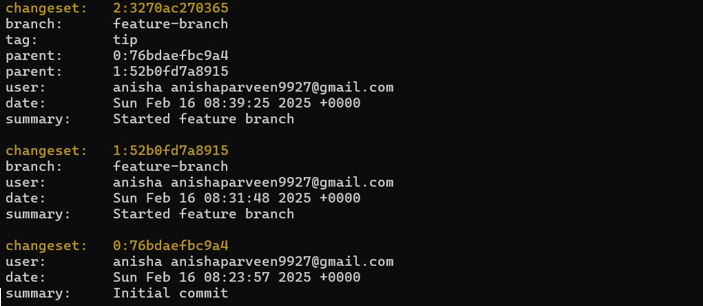 changeset:   2:3270ac270365
branch:      feature-branch
tag:         tip
parent:      0:76bdaefbc9a4
parent:      1:52b0fd7a8915
user:        anisha anishaparveen9927@gmail.com
date:        Sun Feb 16 08:39:25 2025 +0000
summary:     Started feature branch

changeset:   1:52b0fd7a8915
branch:      feature-branch
user:        anisha anishaparveen9927@gmail.com
date:        Sun Feb 16 08:31:48 2025 +0000
summary:     Started feature branch

changeset:   0:76bdaefbc9a4
user:        anisha anishaparveen9927@gmail.com
date:        Sun Feb 16 08:23:57 2025 +0000
summary:     Initial commit